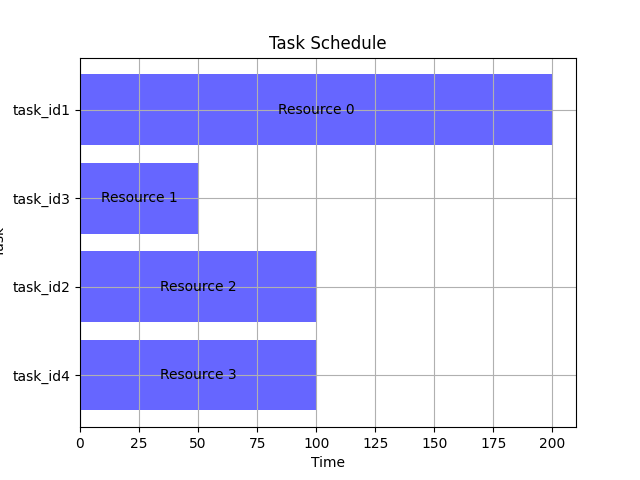 Task Schedule
task_id1
Resource 0
task_id3
Resource 1
task_id2
Resource 2
task_id4
Resource 3
0 25 50 75 100 125 150 175 200
Time